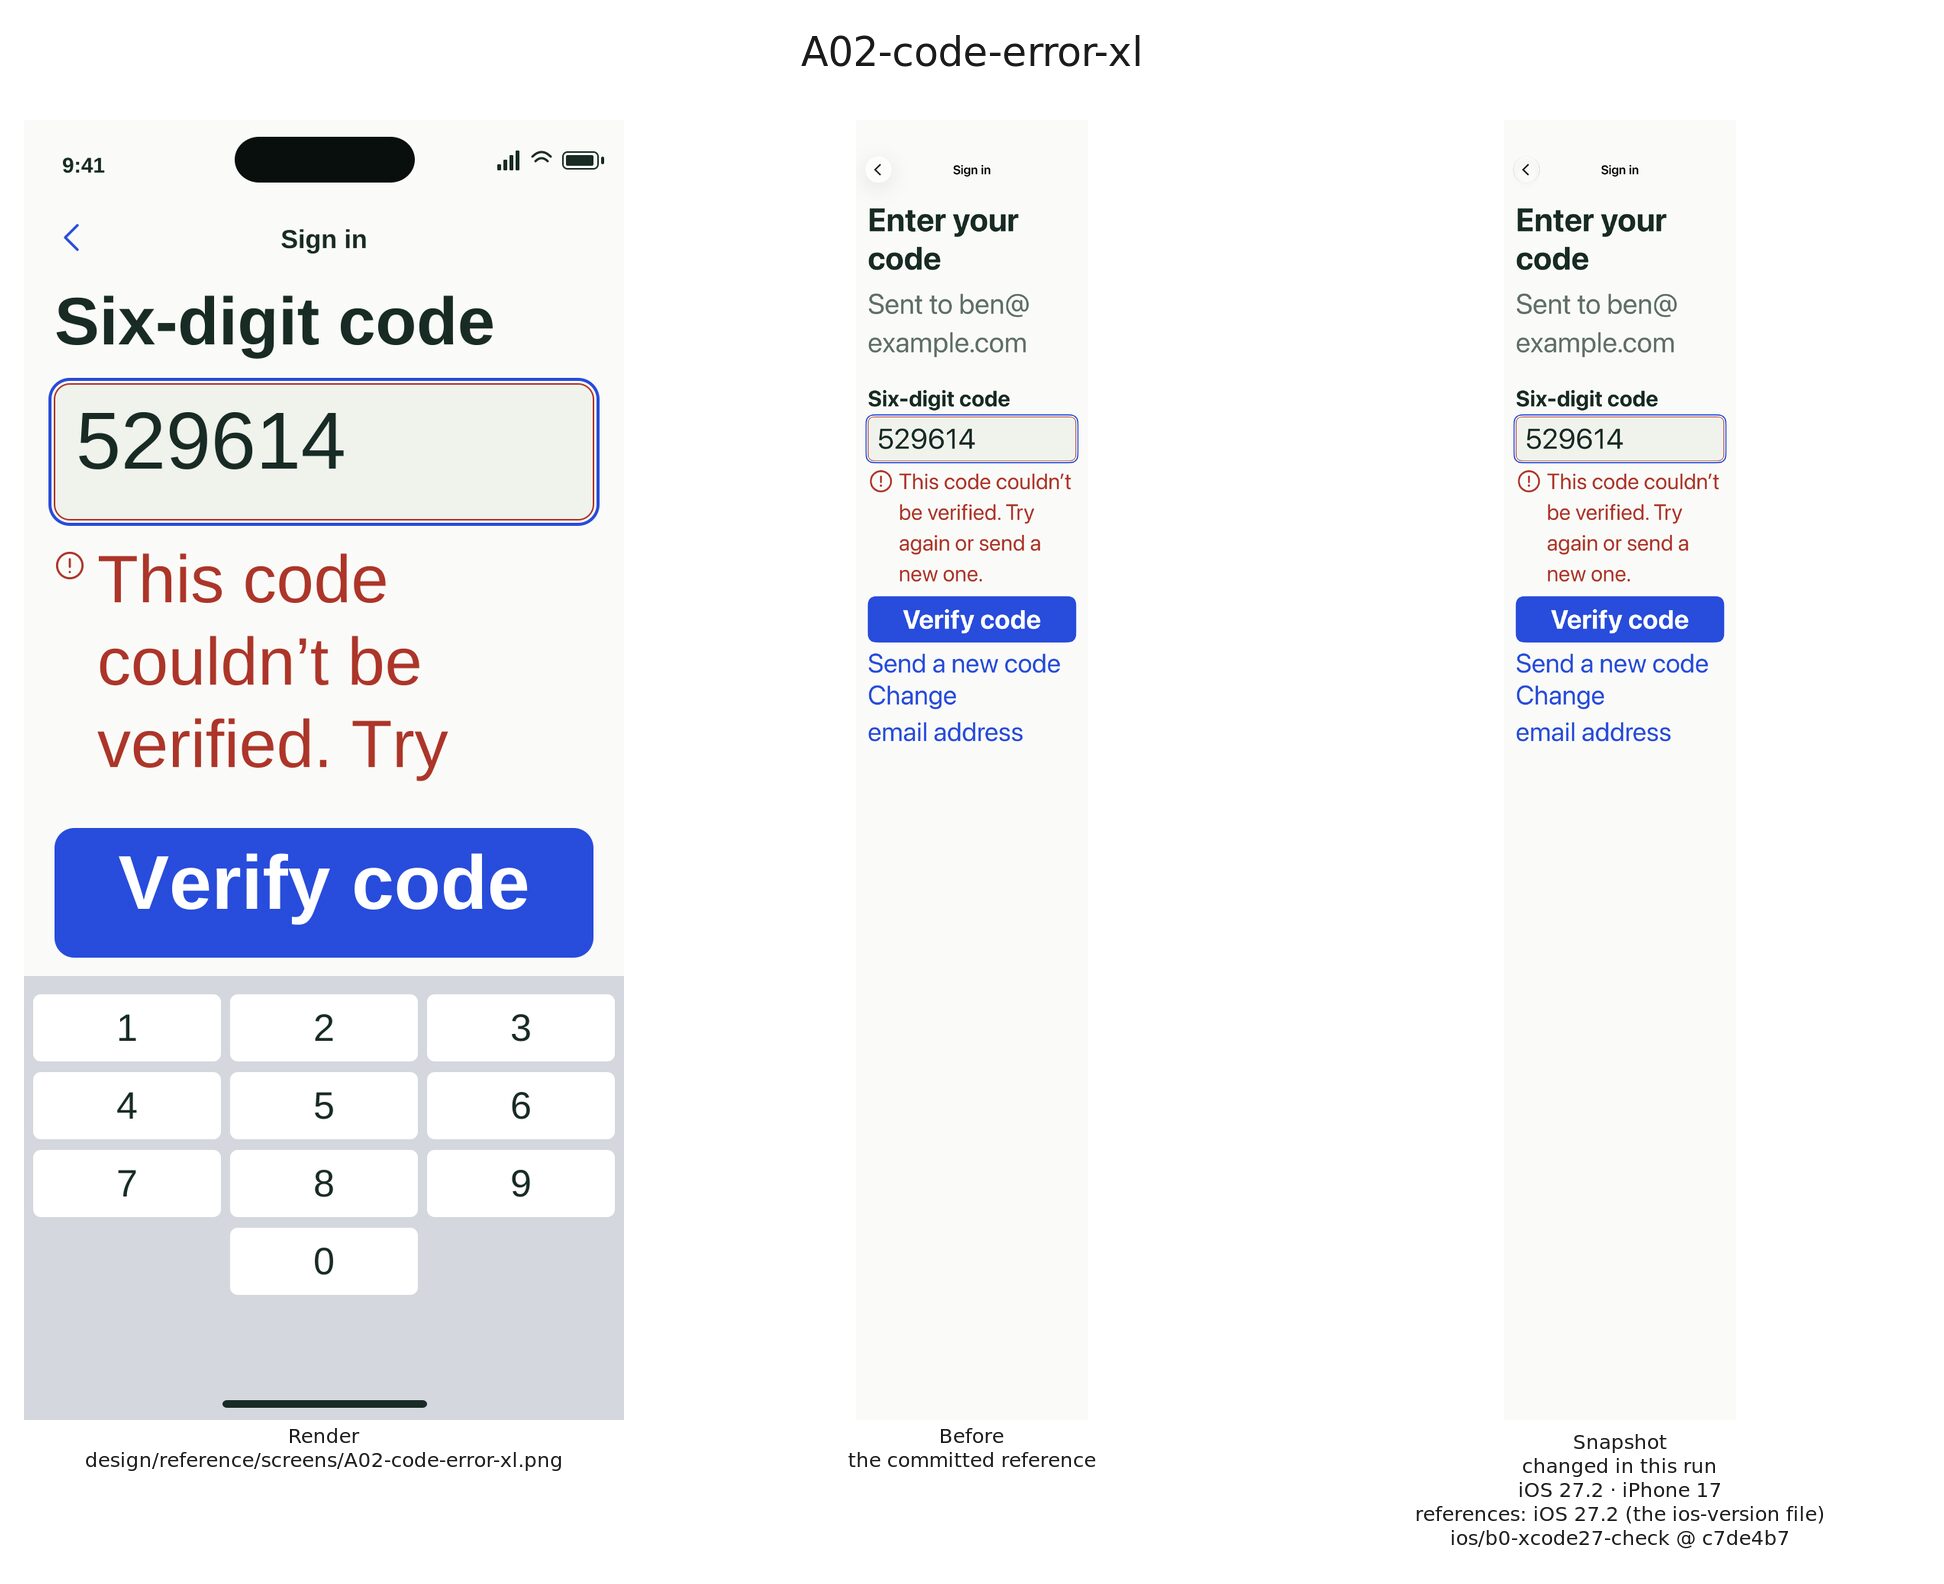 A02-code-error-xl
9:41
Sign in
Six-digit code
529614
This code
couldn’t be
verified. Try
Verify code
1 2 3
4 5 6
7 8 9
0
Render
design/reference/screens/A02-code-error-xl.png
Sign in
Enter your
code
Sent to ben@
example.com
Six-digit code
529614
This code couldn’t
be verified. Try
again or send a
new one.
Verify code
Send a new code
Change
email address
Before
the committed reference
Sign in
Enter your
code
Sent to ben@
example.com
Six-digit code
529614
This code couldn’t
be verified. Try
again or send a
new one.
Verify code
Send a new code
Change
email address
Snapshot
changed in this run
iOS 27.2 · iPhone 17
references: iOS 27.2 (the ios-version file)
ios/b0-xcode27-check @ c7de4b7